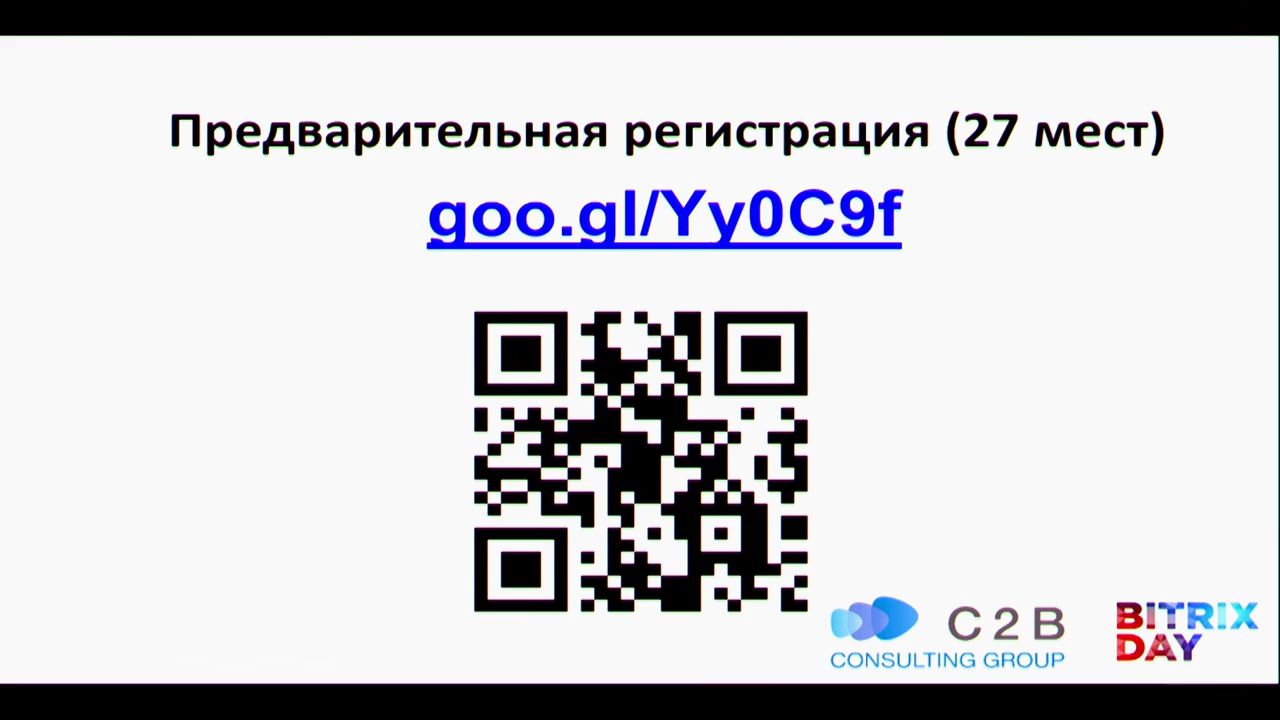 Предварительная регистрация (27 мест)
goo.gl/Yy0C9f
C2B
CONSULTING GROUP
BITRIX
DAY